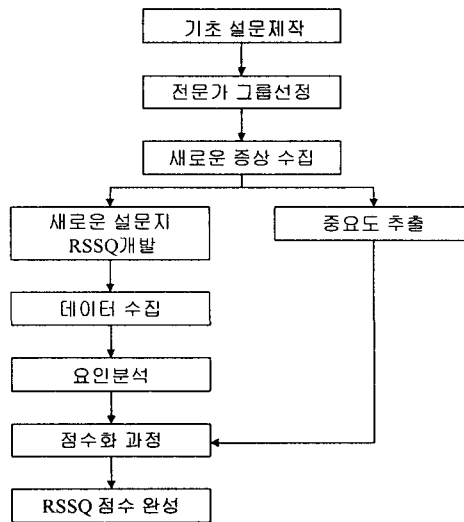 기초 설문제작
전문가 그룹선정
새로운 증상 수집
새로운 설문지
RSSQ개발
중요도 추출
데이터 수집
요인분석
점수화 과정
RSSQ 점수 완성